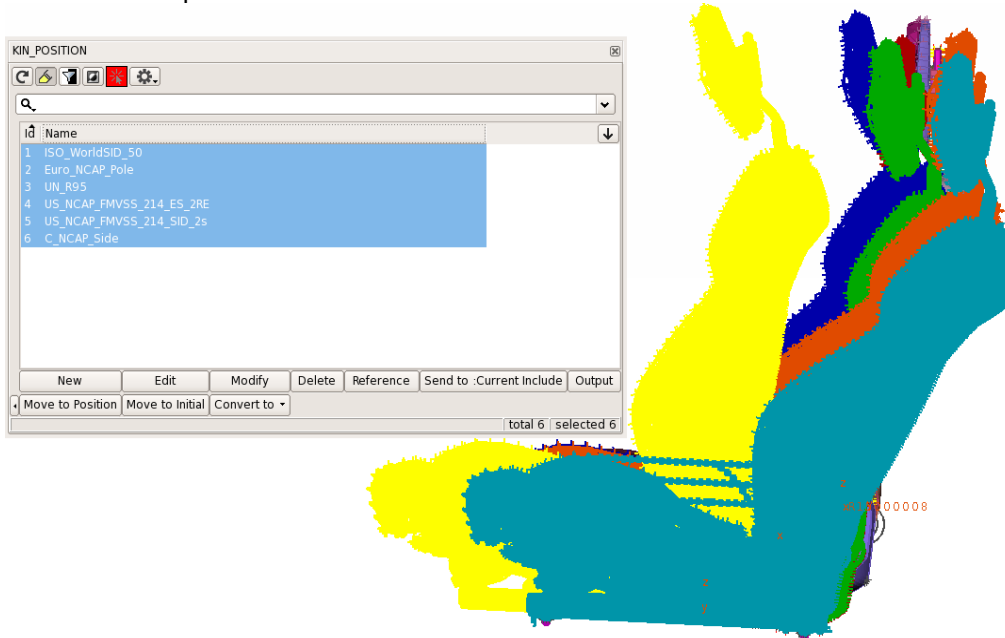 KIN_POSITION
Id Name
1 ISO_WorldSID_50
2 Euro_NCAP_Pole
3 UN_R95
4 US_NCAP_FMVSS_214_ES_2RE
5 US_NCAP_FMVSS_214_SID_2s
6 C_NCAP_Side
New Edit Modify Delete Reference Send to :Current Include Output
Move to Position Move to Initial Convert to
total 6 selected 6